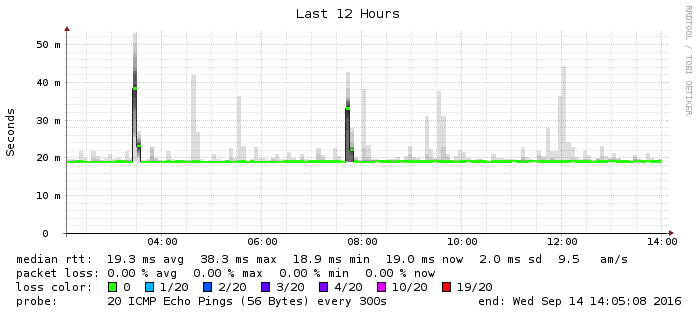 Last 12 Hours
RRDTOOL / TOBI OETIKER
Seconds
50 m
40 m
30 m
20 m
10 m
0
04:00 06:00 08:00 10:00 12:00 14:00
median rtt: 19.3 ms avg 38.3 ms max 18.9 ms min 19.0 ms now 2.0 ms sd 9.5 am/s
packet loss: 0.00 % avg 0.00 % max 0.00 % min 0.00 % now
loss color: 0 1/20 2/20 3/20 4/20 10/20 19/20
probe: 20 ICMP Echo Pings (56 Bytes) every 300s end: Wed Sep 14 14:05:08 2016